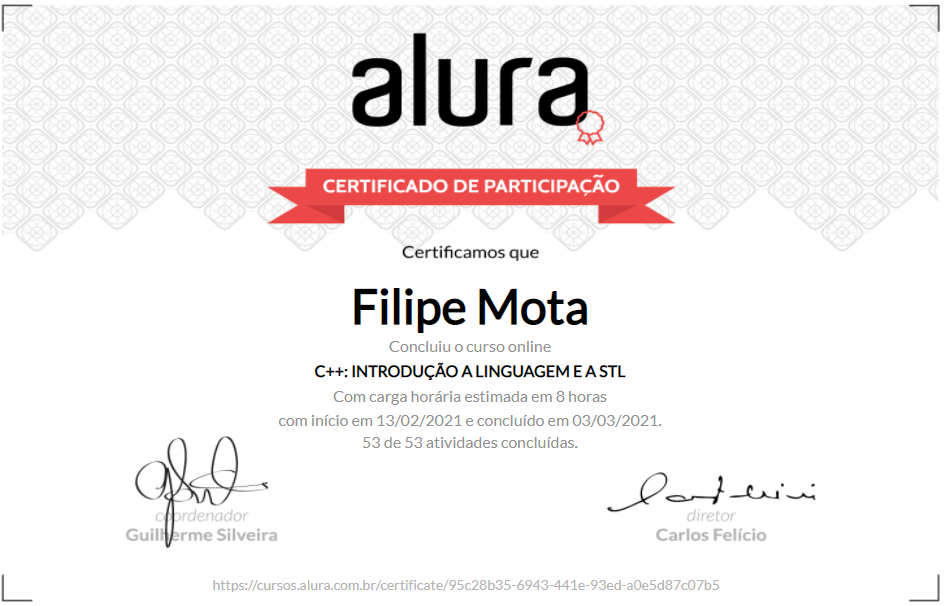 alura
CERTIFICADO DE PARTICIPAÇÃO
Certificamos que
Filipe Mota
Concluiu o curso online
C++: INTRODUÇÃO A LINGUAGEM E A STL
Com carga horária estimada em 8 horas
com início em 13/02/2021 e concluído em 03/03/2021.
53 de 53 atividades concluídas.
coordenador
Guilherme Silveira
diretor
Carlos Felício
https://cursos.alura.com.br/certificate/95c28b35-6943-441e-93ed-a0e5d87c07b5